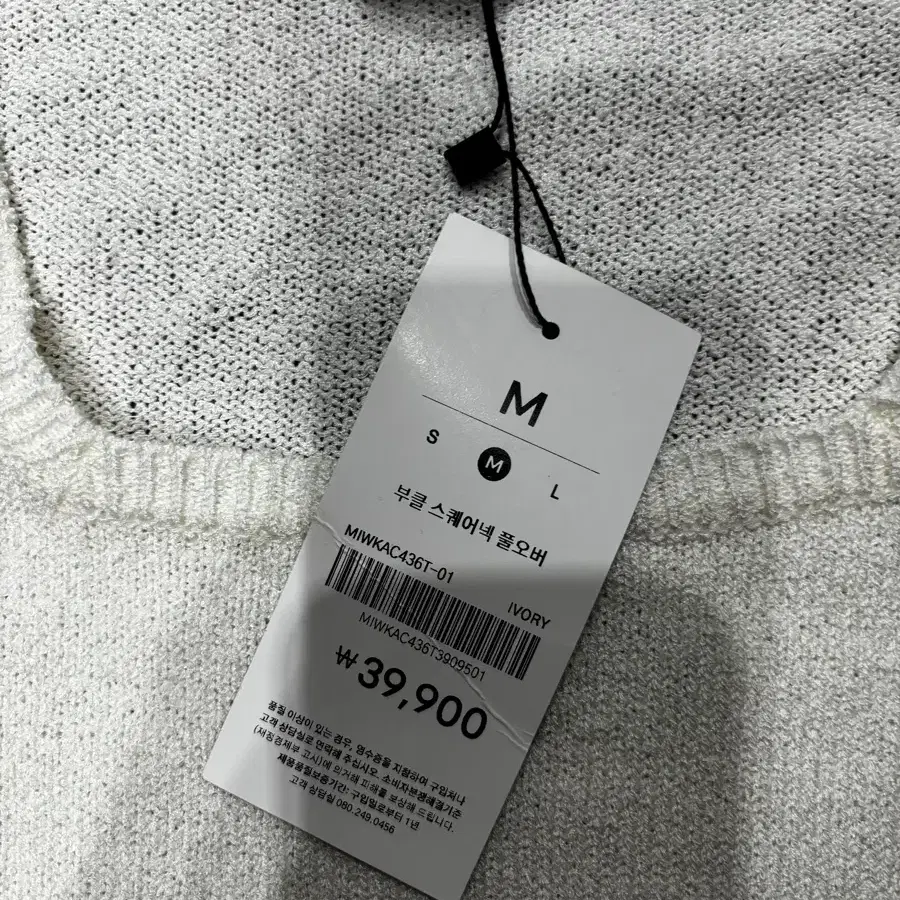 M
S M L
부클 스퀘어넥 풀오버
MIWKAC436T-01
IVORY
MIWKAC436T3909501
₩39,900
품질 이상이 있는 경우, 영수증을 지참하여 구입처나
고객 상담실로 연락해 주십시오. 소비자분쟁해결기준
(재정경제부 고시)에 의거해 피해를 보상해 드립니다.
제품품질보증기간: 구입일로부터 1년
고객 상담실 080.249.0456